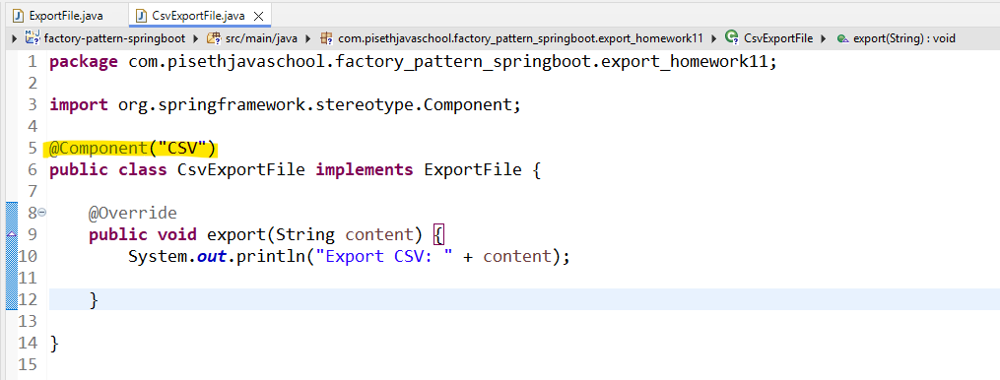 ExportFile.java CsvExportFile.java
factory-pattern-springboot src/main/java com.pisethjavaschool.factory_pattern_springboot.export_homework11 CsvExportFile export(String) : void
1 package com.pisethjavaschool.factory_pattern_springboot.export_homework11;
2
3 import org.springframework.stereotype.Component;
4
5 @Component("CSV")
6 public class CsvExportFile implements ExportFile {
7
8 @Override
9 public void export(String content) {
10 System.out.println("Export CSV: " + content);
11
12 }
13
14 }
15